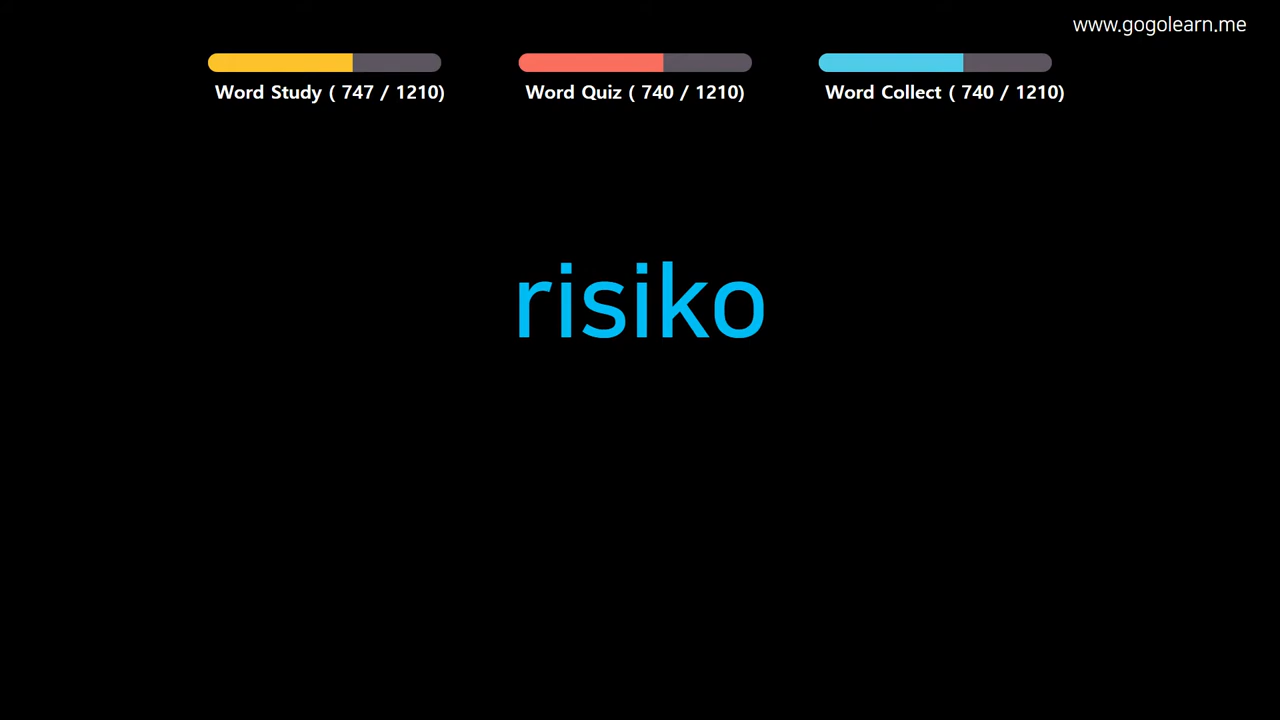 www.gogolearn.me
Word Study ( 747 / 1210)
Word Quiz ( 740 / 1210)
Word Collect ( 740 / 1210)
risiko